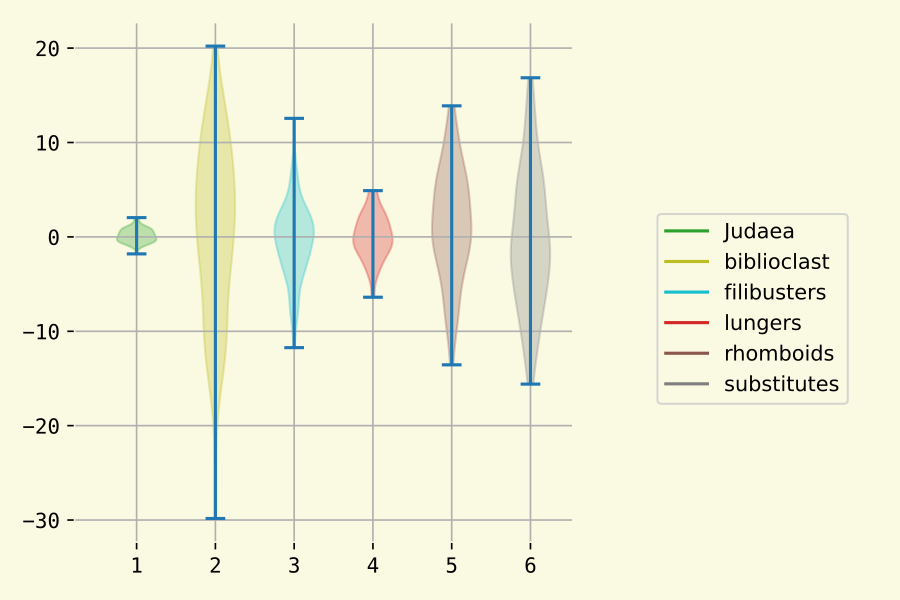 20
10
0
−10
−20
−30
1 2 3 4 5 6
Judaea
biblioclast
filibusters
lungers
rhomboids
substitutes